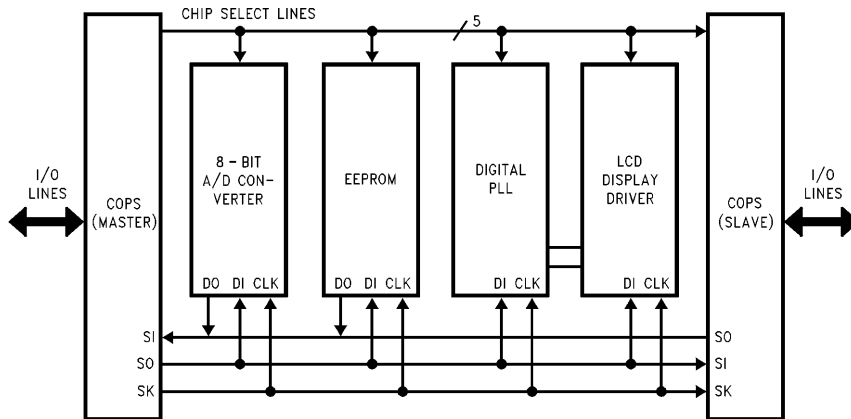 CHIP SELECT LINES
5
8 - BIT
A/D CON-
VERTER
EEPROM
DIGITAL
PLL
LCD
DISPLAY
DRIVER
I/O
LINES
COPS
(MASTER)
COPS
(SLAVE)
I/O
LINES
DO DI CLK
DO DI CLK
DI CLK
DI CLK
SI
SO
SO
SI
SK
SK